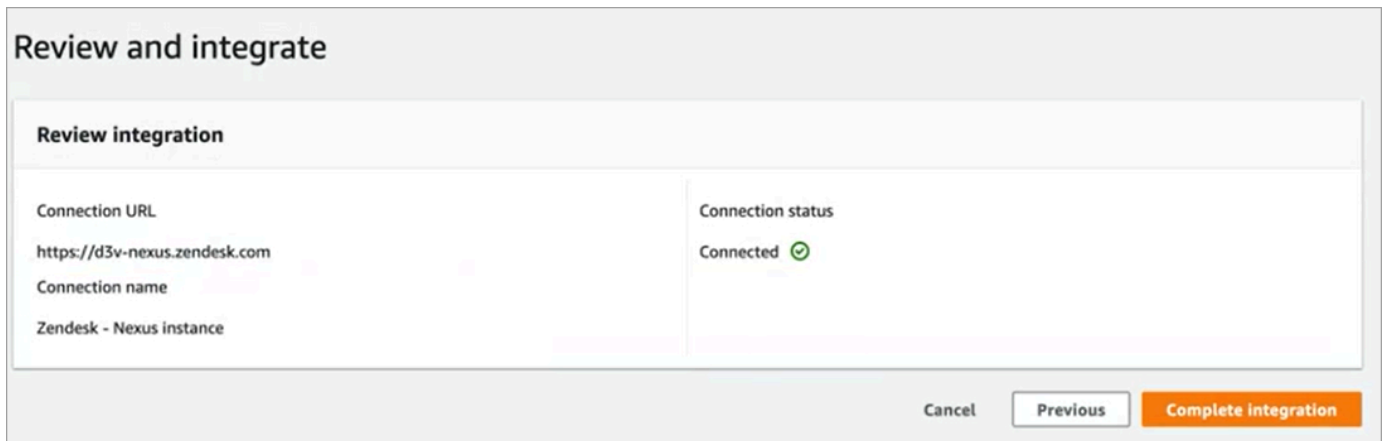 Review and integrate
Review integration
Connection URL
https://d3v-nexus.zendesk.com
Connection name
Zendesk - Nexus instance
Connection status
Connected
Cancel
Previous
Complete integration